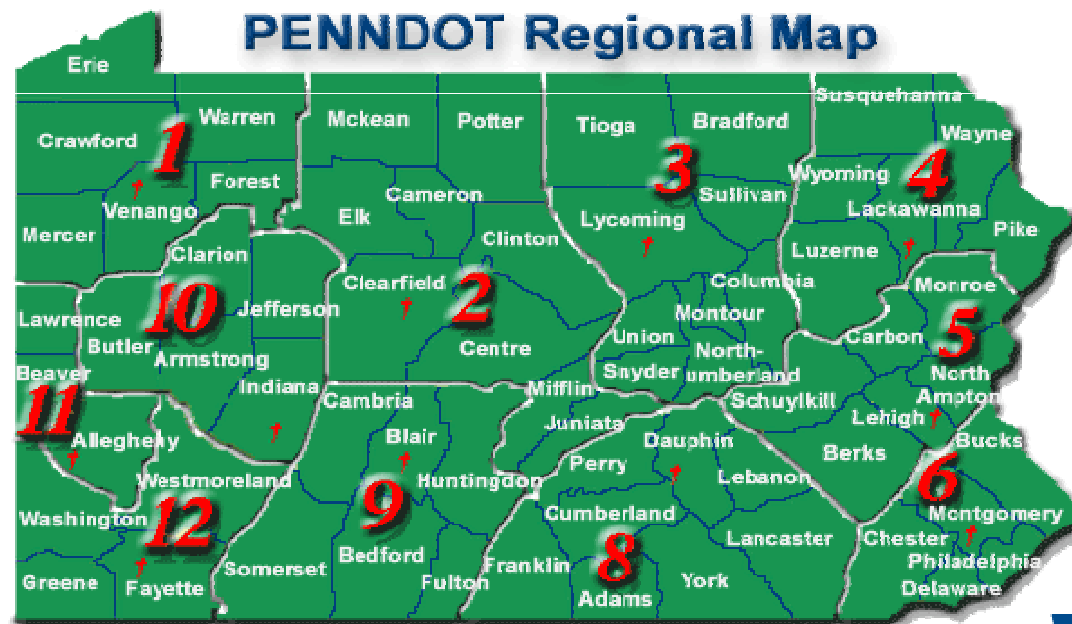 PENNDOT Regional Map
Erie
Susquehanna
Warren
Mckean
Potter
Tioga
Bradford
Wayne
Crawford
1
3
4
Wyoming
Forest
Cameron
Sullivan
Venango
Elk
Lycoming
Lackawanna
Mercer
Clinton
Pike
Clarion
Luzerne
Clearfield
2
Columbia
Monroe
10
Jefferson
Montour
Lawrence
Union
Carbon
5
Butler
Centre
North-
umberland
Armstrong
Snyder
Beaver
North
Ampton
Indiana
Mifflin
11
Cambria
Schuylkill
Juniata
Lehigh
Allegheny
Blair
Dauphin
Bucks
Perry
Berks
Westmoreland
Huntingdon
Lebanon
6
9
Washington
12
Cumberland
Montgomery
Lancaster
Chester
Bedford
8
Franklin
Philadelphia
Somerset
Greene
Fayette
Fulton
York
Delaware
Adams